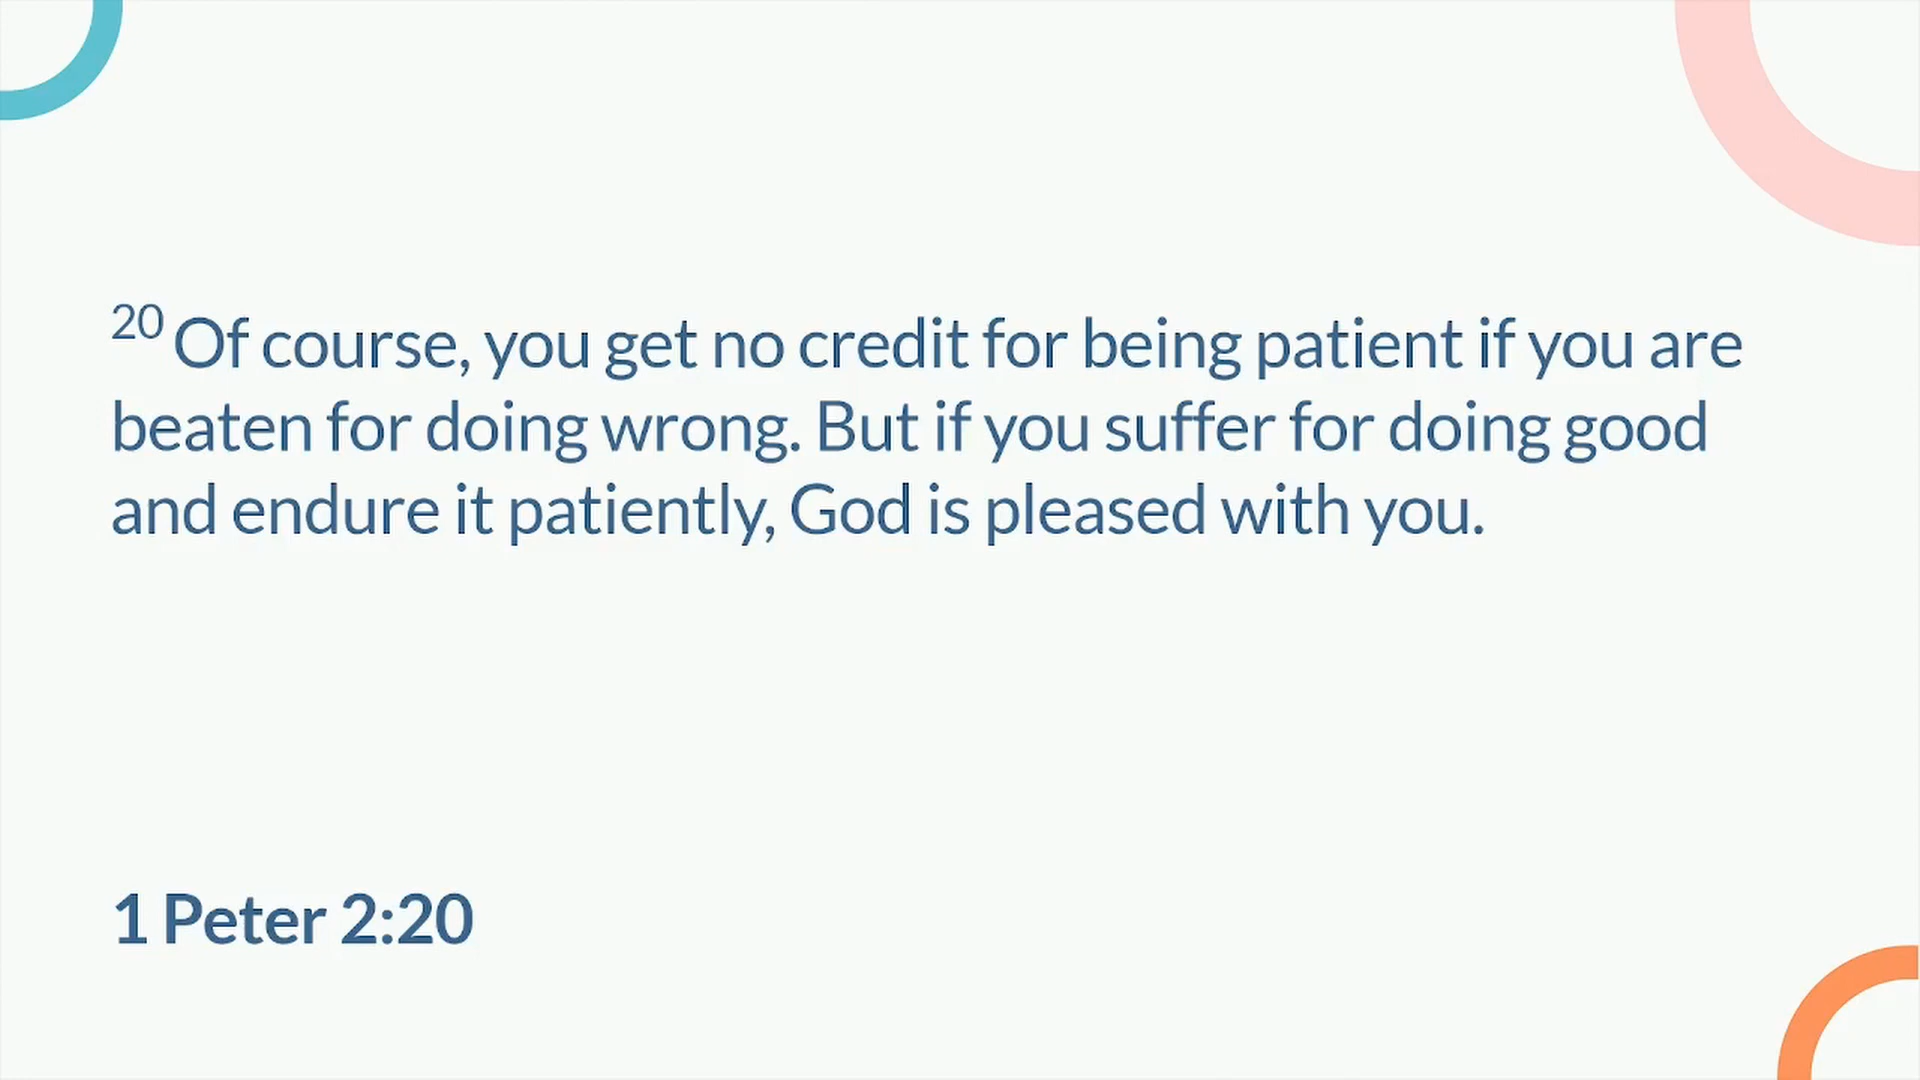 20 Of course, you get no credit for being patient if you are
beaten for doing wrong. But if you suffer for doing good
and endure it patiently, God is pleased with you.
1 Peter 2:20